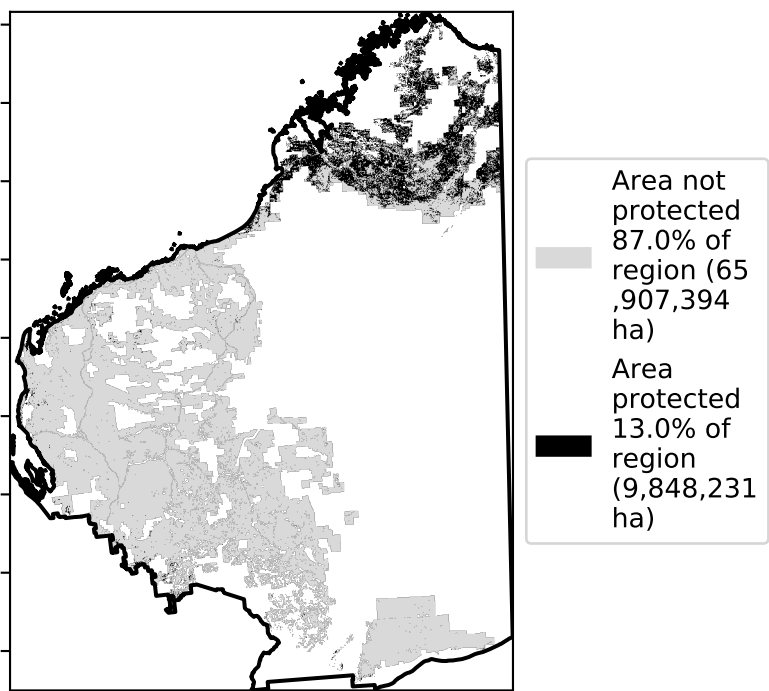 Area not
protected
87.0% of
region (65
,907,394
ha)
Area
protected
13.0% of
region
(9,848,231
ha)